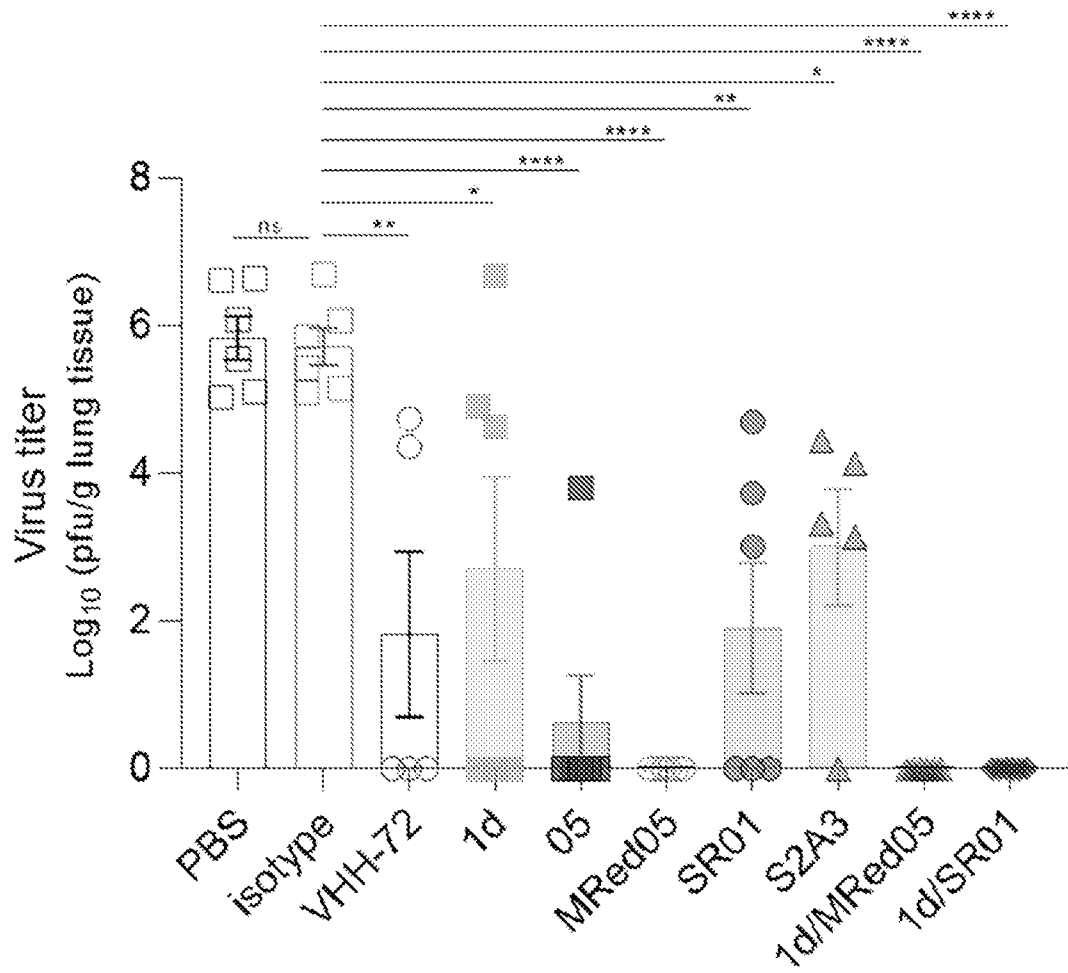 ****
****
*
**
****
****
*
ns
**
8
6
4
2
0
Virus titer
Log₁₀ (pfu/g lung tissue)
PBS
isotype
VHH-72
1d
05
MRed05
SR01
S2A3
1d/MRed05
1d/SR01